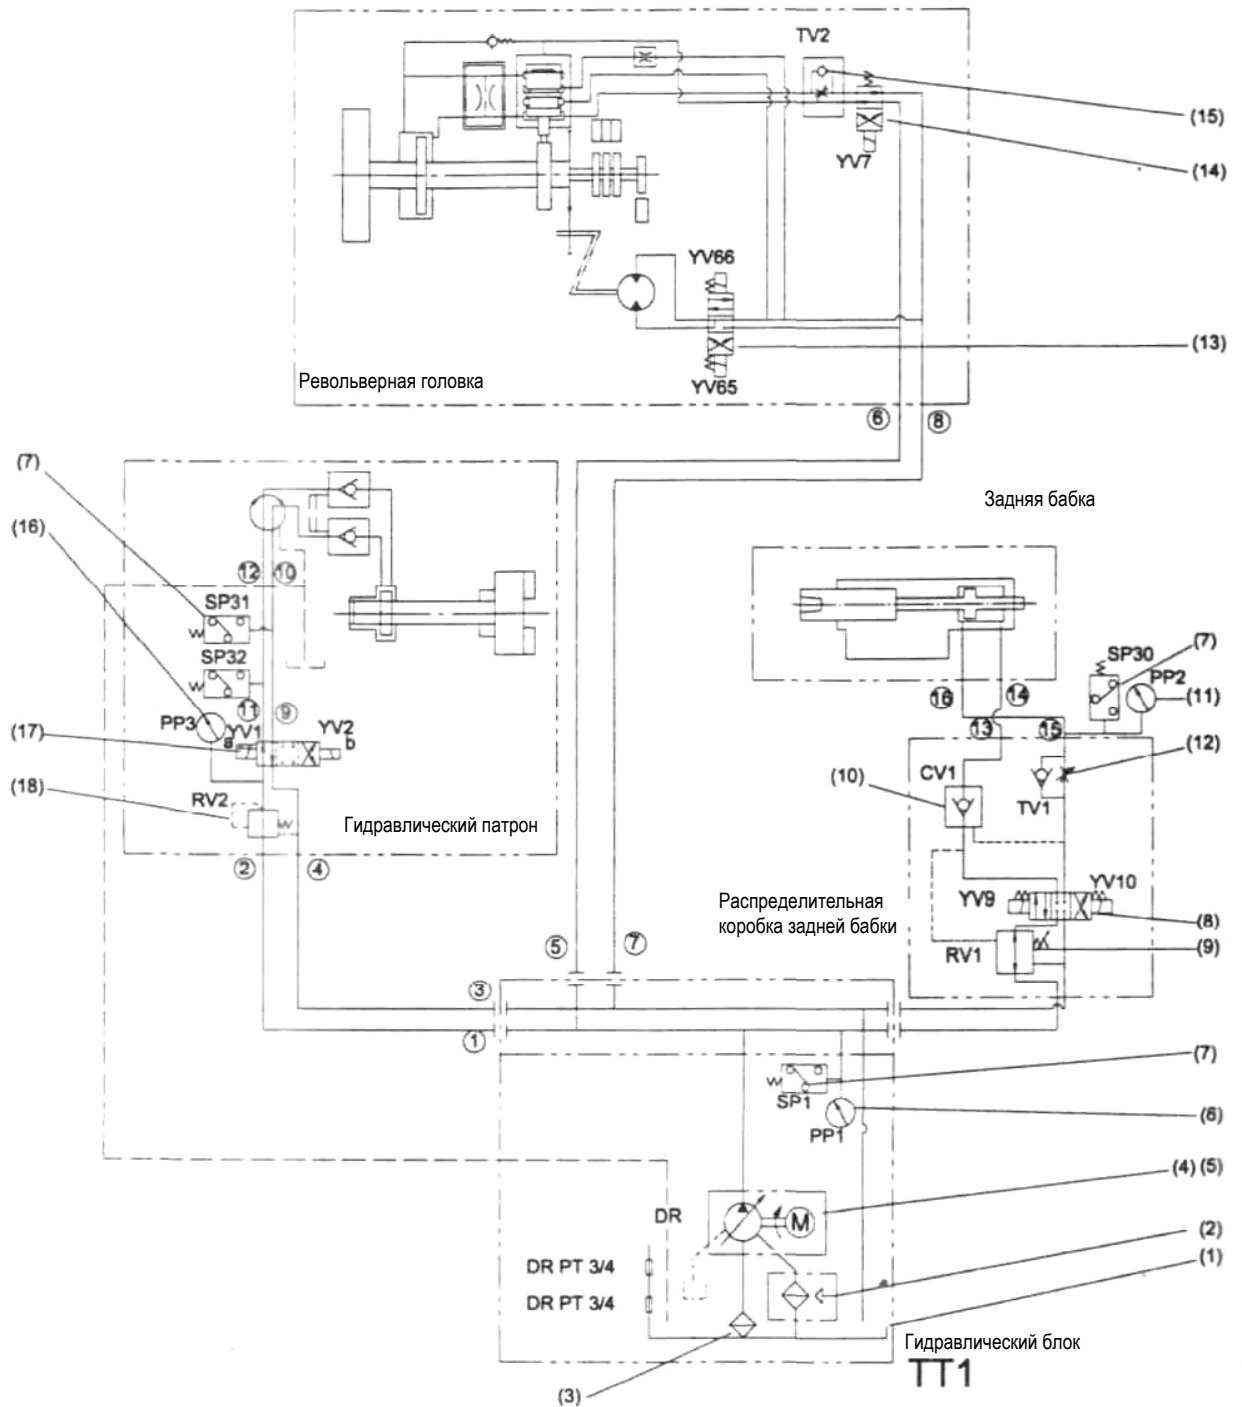 TV2
(15)
YV7
(14)
YV66
(13)
YV65
Револьверная головка
6
8
(7)
(16)
12
10
SP31
SP32
11
9
PP3
YV1
YV2
a
b
(17)
(18)
RV2
Гидравлический патрон
2
4
Задняя бабка
SP30
(7)
PP2
(11)
16
14
13
15
(12)
(10)
CV1
TV1
YV9
YV10
(8)
Распределительная
коробка задней бабки
RV1
(9)
5
7
3
1
(7)
SP1
(6)
PP1
(4) (5)
DR
M
(2)
DR PT 3/4
(1)
DR PT 3/4
Гидравлический блок
TT1
(3)